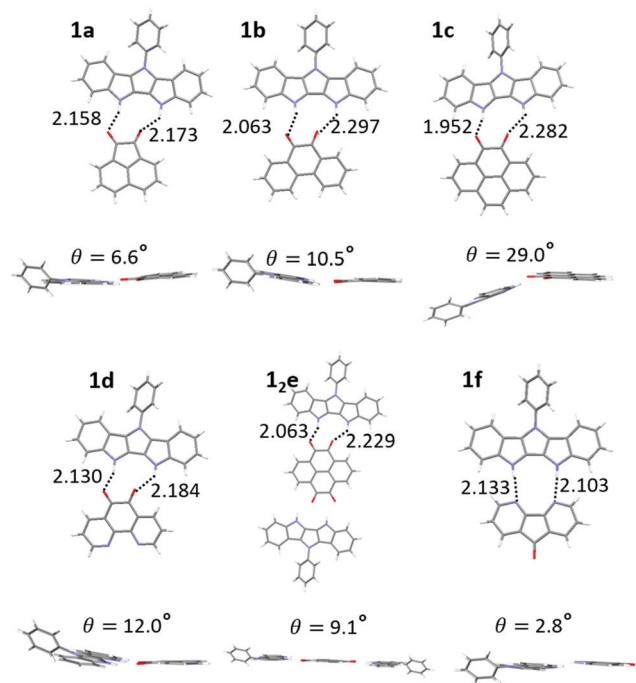 1a
1b
1c
2.158
2.173
2.063
2.297
1.952
2.282
θ = 6.6°
θ = 10.5°
θ = 29.0°
1d
1₂e
1f
2.130
2.184
2.063
2.229
2.133
2.103
θ = 12.0°
θ = 9.1°
θ = 2.8°